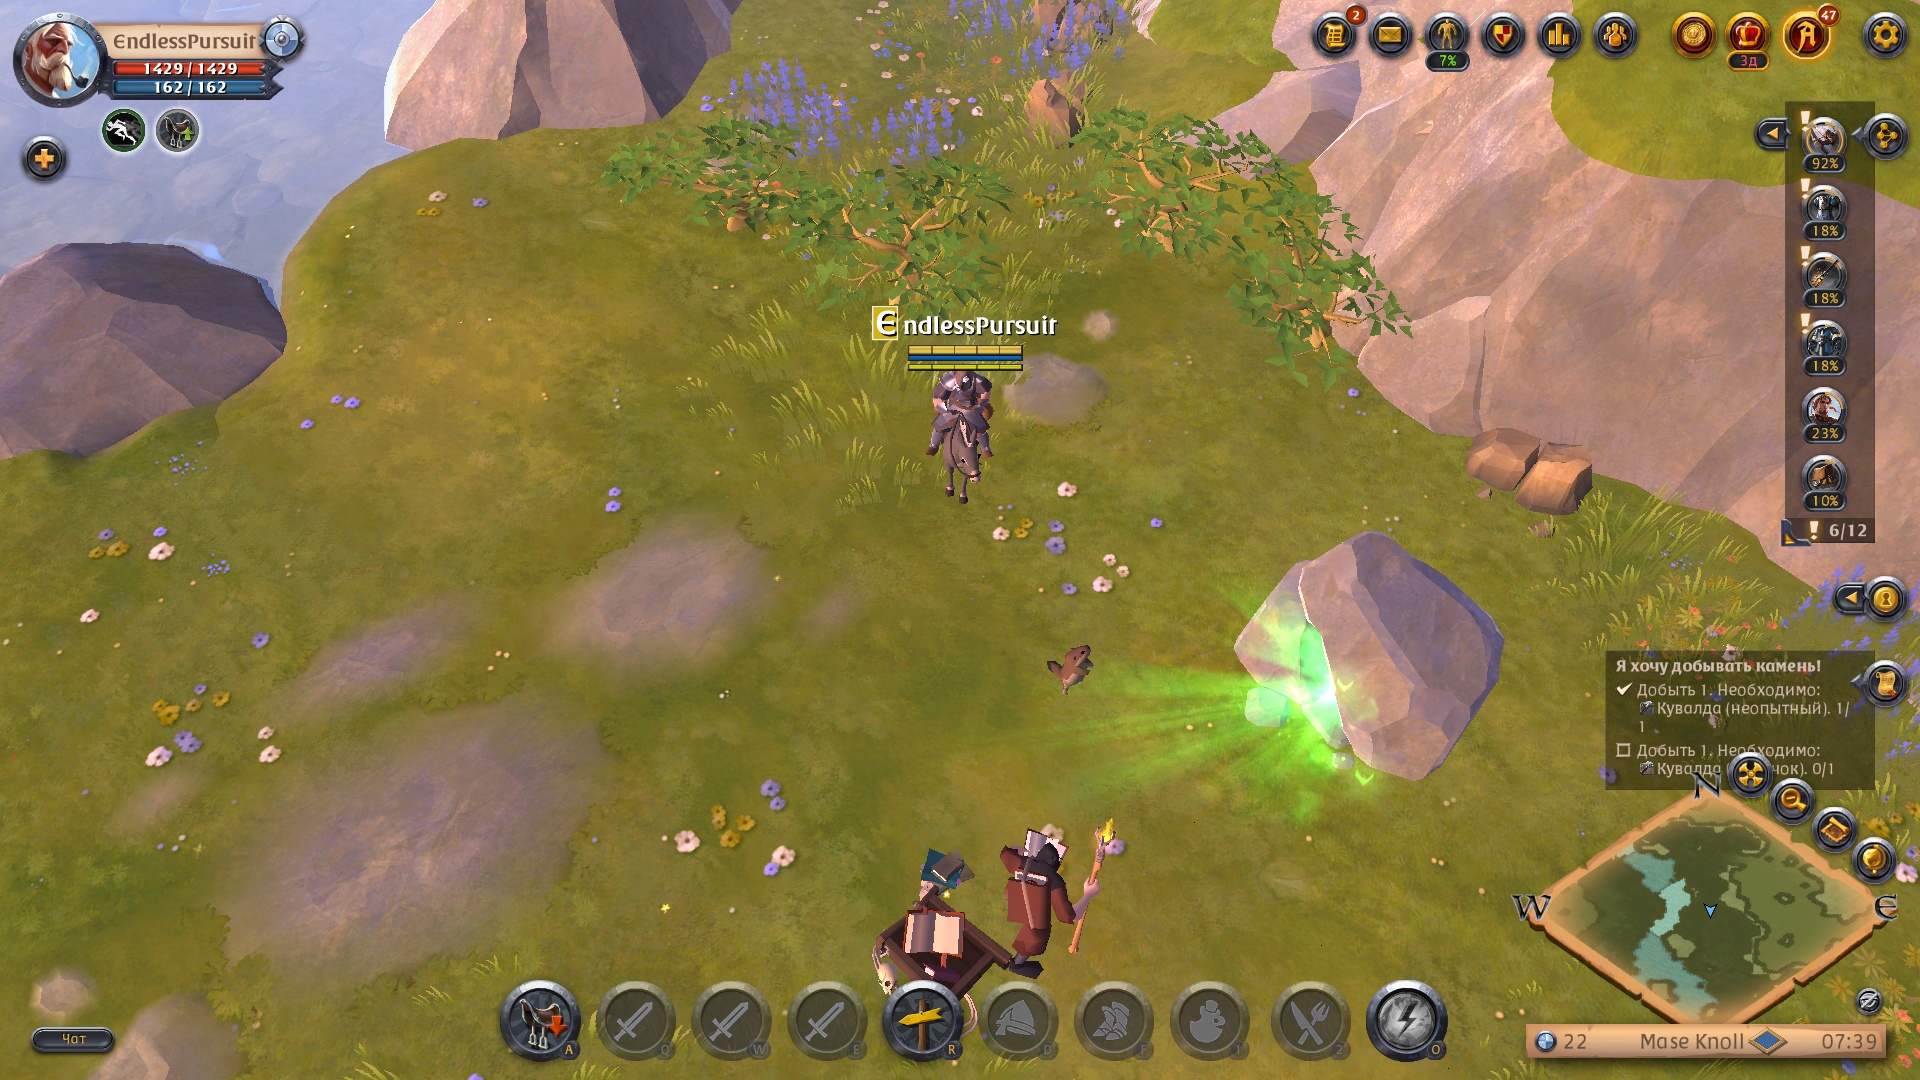 EndlessPursuit
1429/1429
162/162
2
7%
3д
47
92%
18%
18%
18%
23%
10%
6/12
EndlessPursuit
Я хочу добывать камень!
Добыть 1. Необходимо:
Кувалда (неопытный). 1/
1
Добыть 1. Необходимо:
чок). 0/1
N
W
E
Чат
A
Q
W
E
R
D
F
1
2
O
22
Mase Knoll
07:39